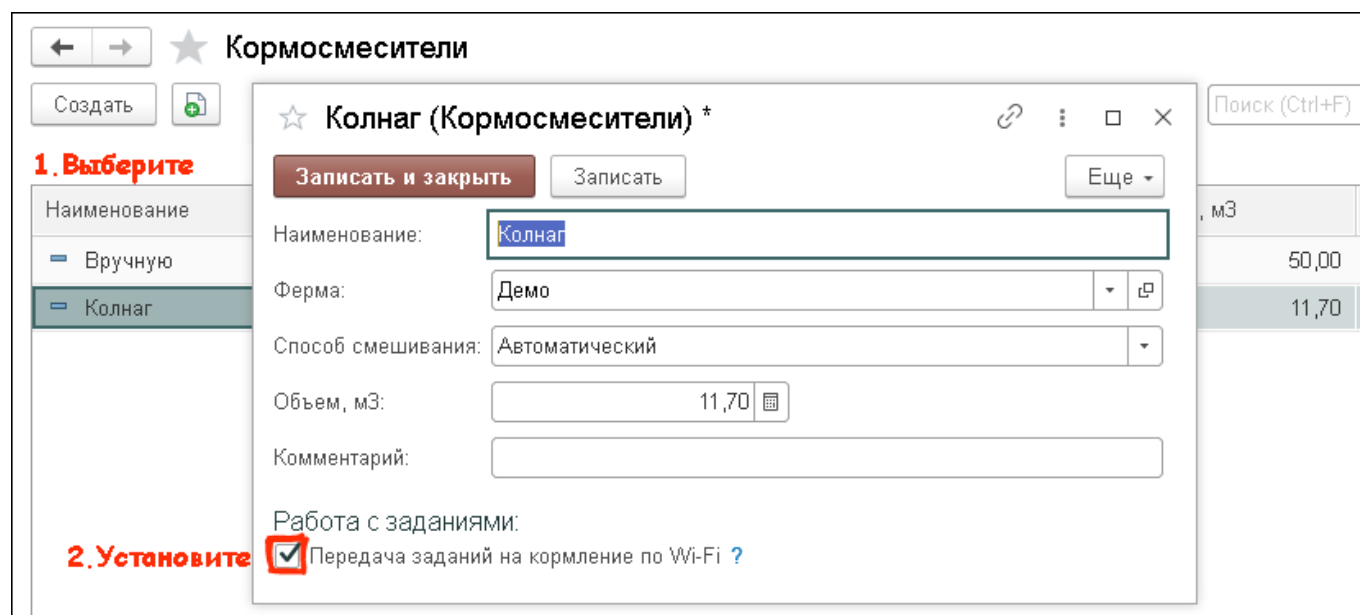 Кормосмесители
Создать
Поиск (Ctrl+F)
Колнаг (Кормосмесители) *
1.Выберите
Записать и закрыть Записать Еще
Наименование , м3
Наименование: Колнаг
Вручную 50,00
Ферма: Демо
Колнаг 11,70
Способ смешивания: Автоматический
Объем, м3: 11,70
Комментарий:
Работа с заданиями:
2.Установите Передача заданий на кормление по Wi-Fi ?